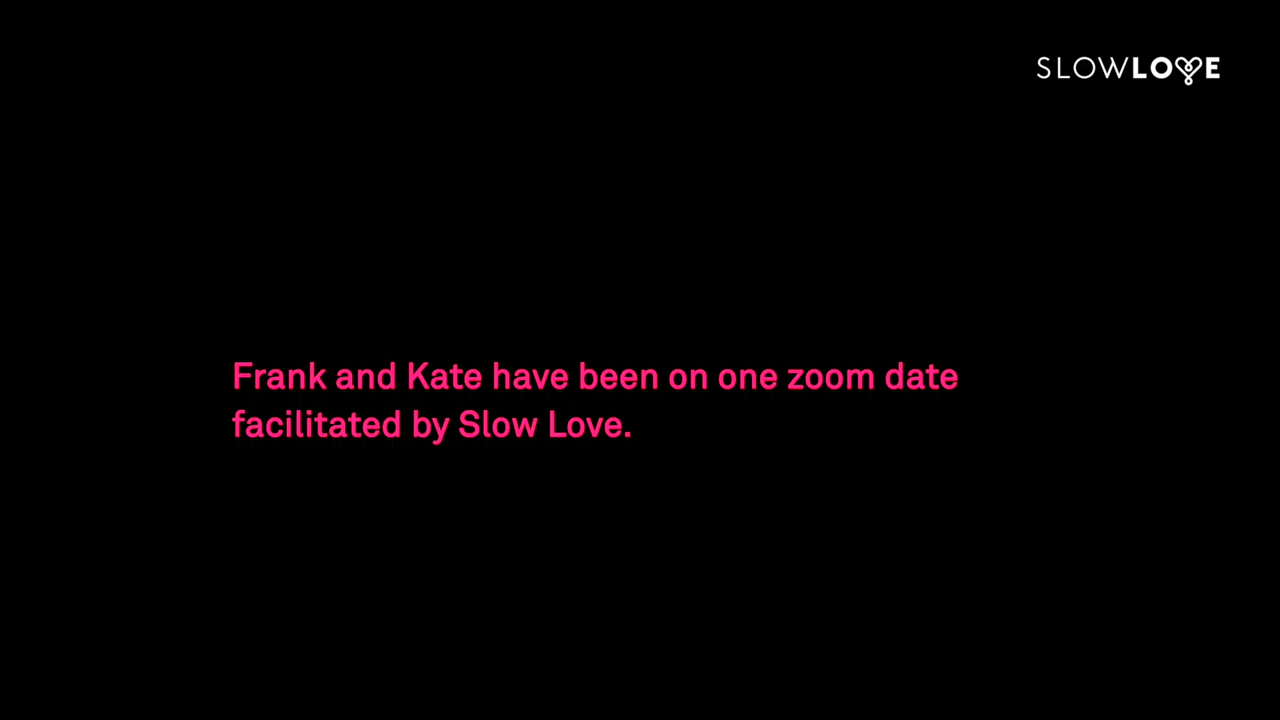 SLOWLOVE
Frank and Kate have been on one zoom date
facilitated by Slow Love.